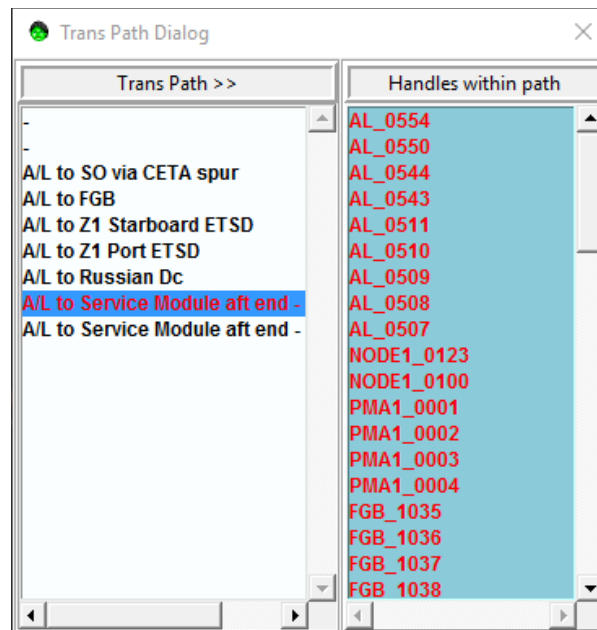 Trans Path Dialog
Trans Path >>
-
-
A/L to SO via CETA spur
A/L to FGB
A/L to Z1 Starboard ETSD
A/L to Z1 Port ETSD
A/L to Russian Dc
A/L to Service Module aft end -
A/L to Service Module aft end -
Handles within path
AL_0554
AL_0550
AL_0544
AL_0543
AL_0511
AL_0510
AL_0509
AL_0508
AL_0507
NODE1_0123
NODE1_0100
PMA1_0001
PMA1_0002
PMA1_0003
PMA1_0004
FGB_1035
FGB_1036
FGB_1037
FGB_1038